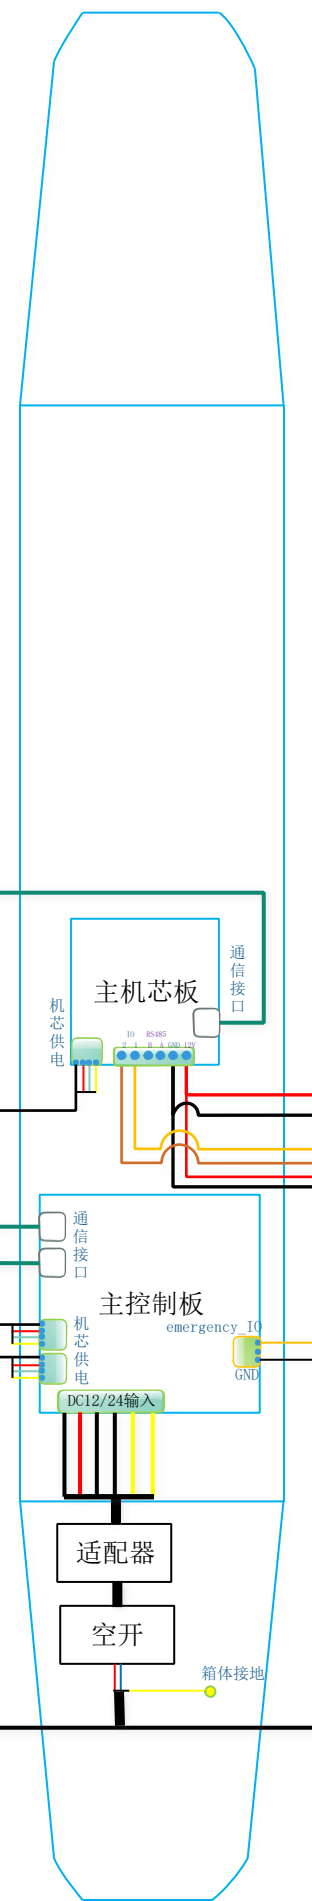 通信接口
主机芯板
机芯供电
IO RS485
2 1 B A GND 12V
通信接口
主控制板
机芯供电
emergency_IO
GND
DC12/24输入
适配器
空开
箱体接地